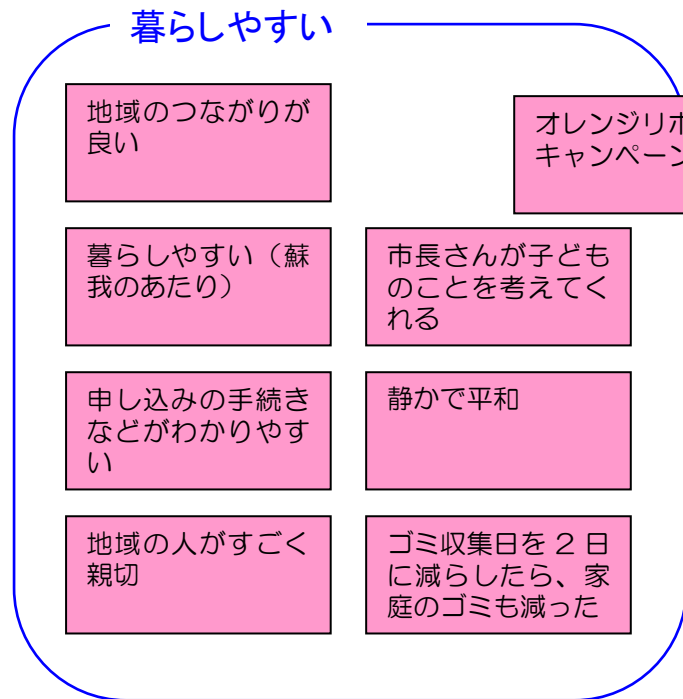 暮らしやすい
地域のつながりが
良い
オレンジリボ
キャンペーン
暮らしやすい（蘇
我のあたり）
市長さんが子ども
のことを考えてく
れる
申し込みの手続き
などがわかりやす
い
静かで平和
地域の人がすごく
親切
ゴミ収集日を２日
に減らしたら、家
庭のゴミも減った